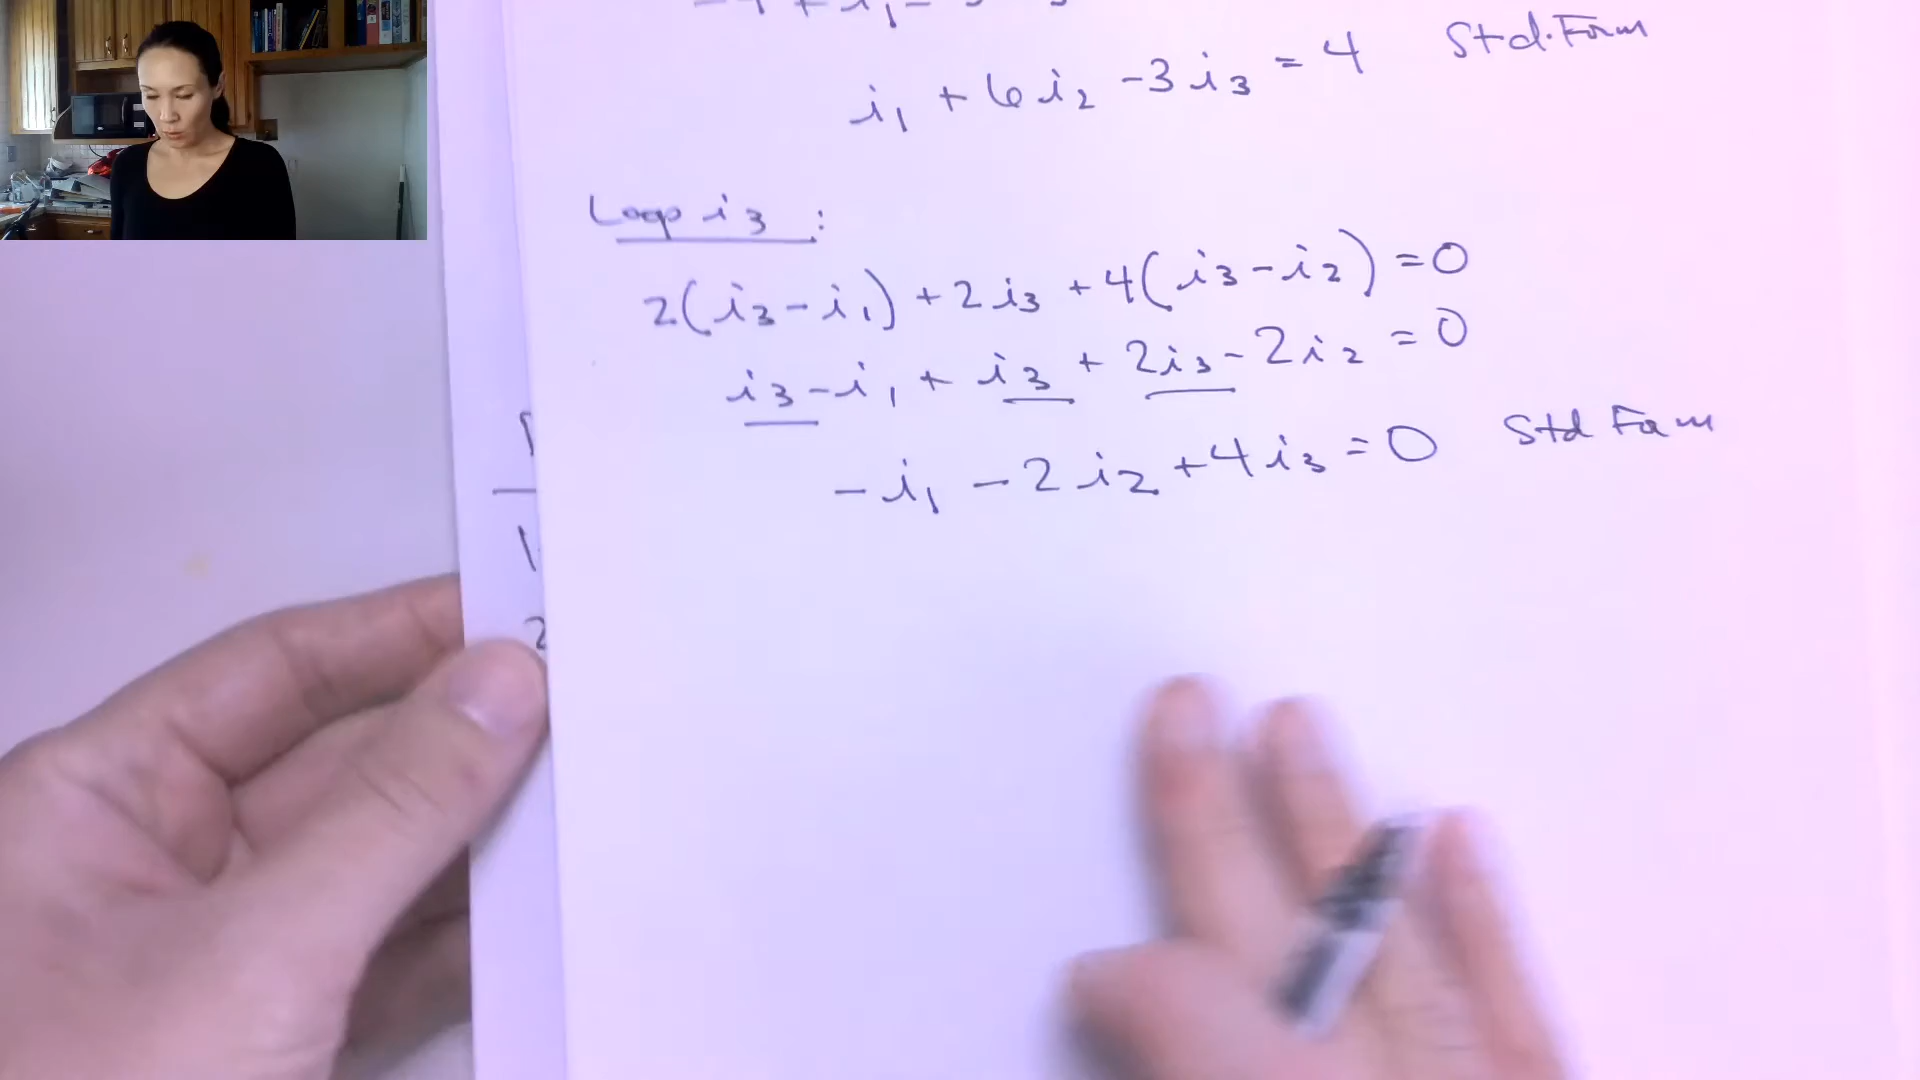 i₁ + 6i₂ -3i₃ = 4 Std. Form
Loop i₃ :
2(i₃-i₁) + 2i₃ + 4(i₃-i₂) = 0
i₃-i₁ + i₃ + 2i₃ - 2i₂ = 0
-i₁ - 2i₂ + 4i₃ = 0 Std Form